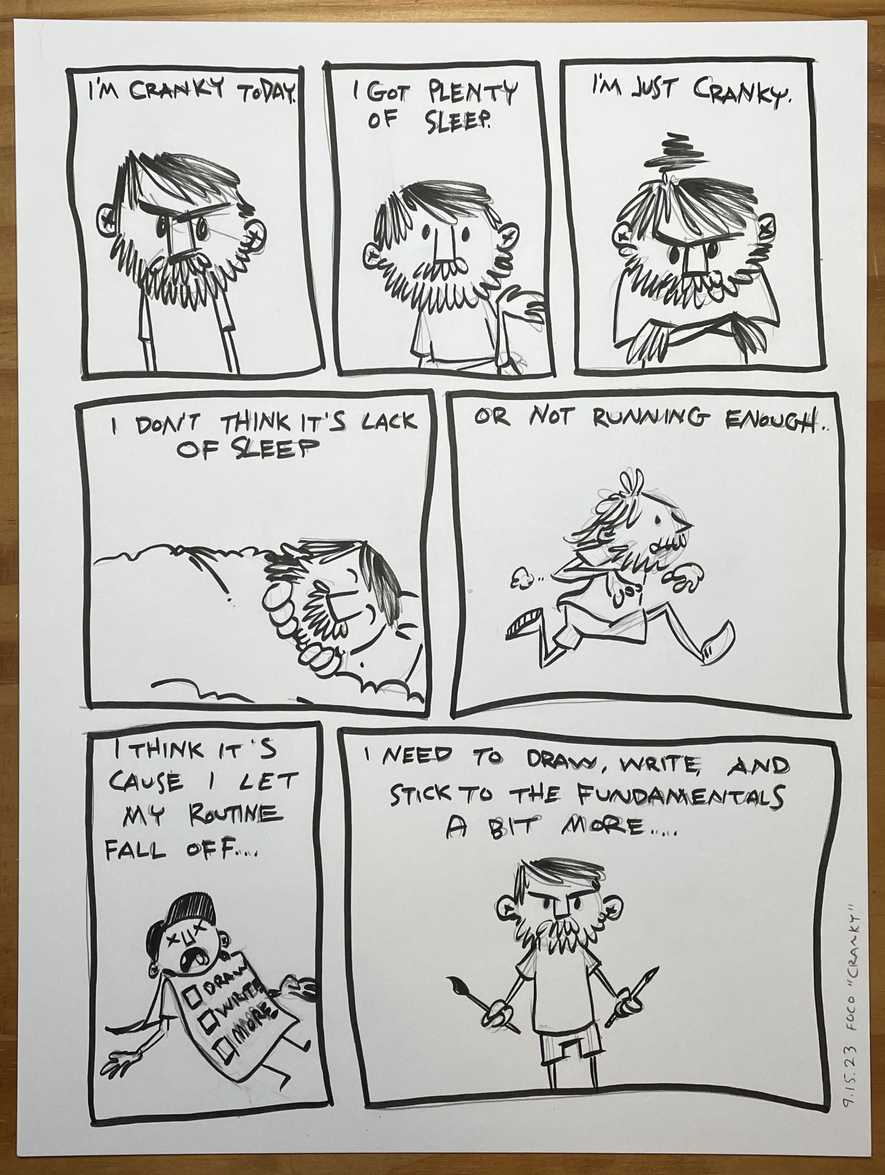 I'M CRANKY TODAY.
I GOT PLENTY
OF SLEEP.
I'M JUST CRANKY.
I DON'T THINK IT'S LACK
OF SLEEP
OR NOT RUNNING ENOUGH..
I THINK IT'S
CAUSE I LET
MY ROUTINE
FALL OFF...
DRAW
WRITE
MORE
I NEED TO DRAW, WRITE, AND
STICK TO THE FUNDAMENTALS
A BIT MORE....
9.15.23 FOCO "CRANKY"